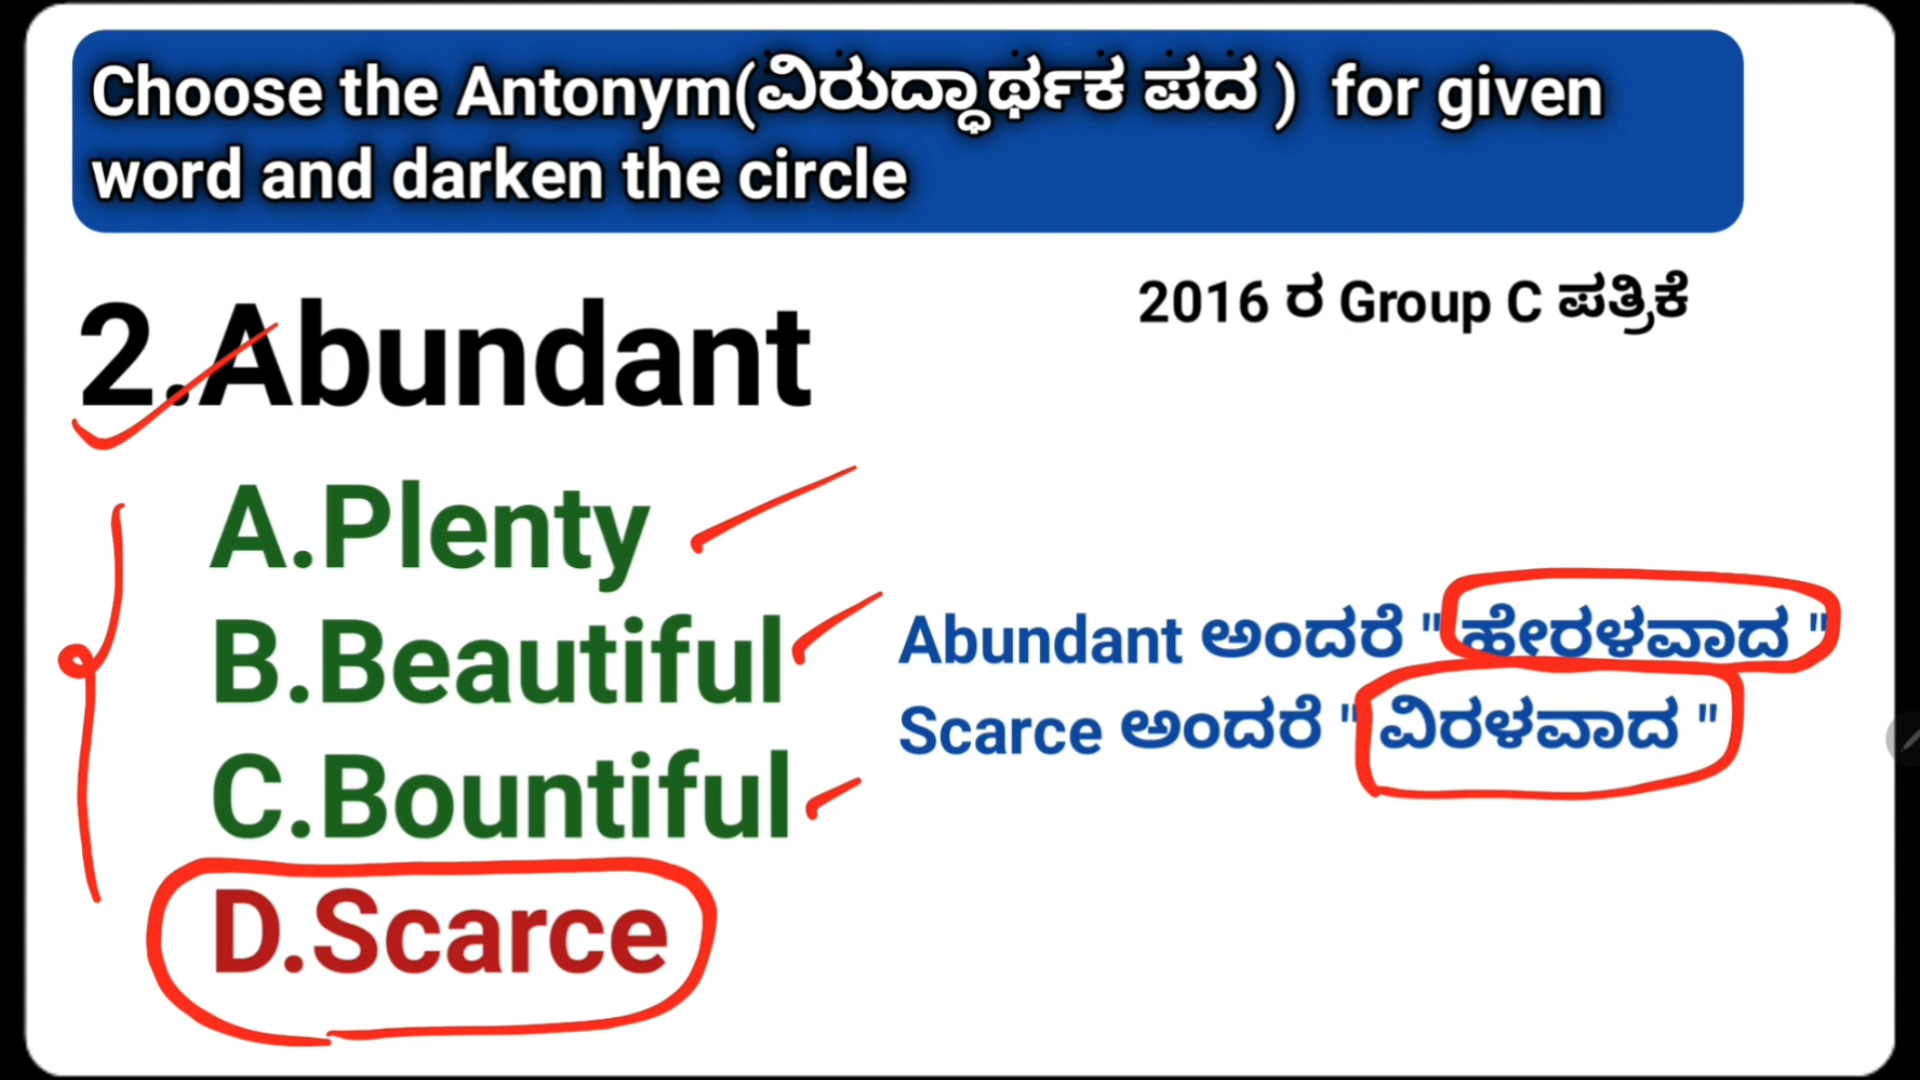 Choose the Antonym(ವಿರುದ್ಧಾರ್ಥಕ ಪದ ) for given
word and darken the circle
2.Abundant
2016 ರ Group C ಪತ್ರಿಕೆ
A.Plenty
B.Beautiful
C.Bountiful
D.Scarce
Abundant ಅಂದರೆ " ಹೇರಳವಾದ "
Scarce ಅಂದರೆ " ವಿರಳವಾದ "